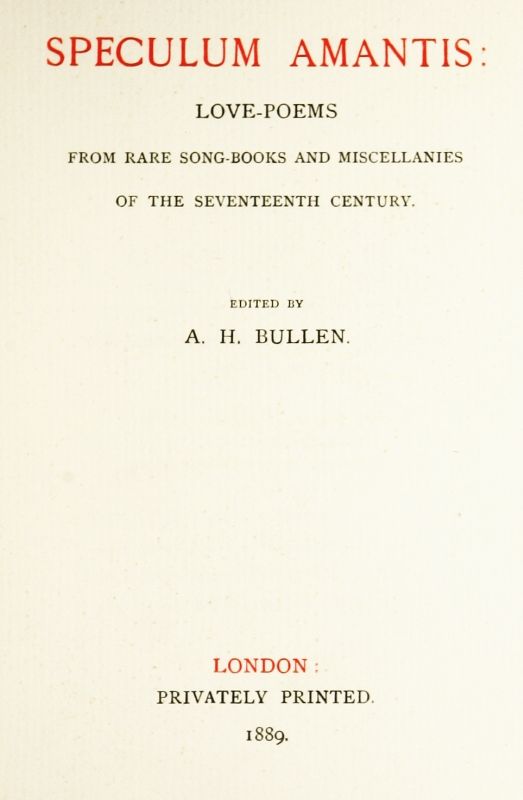 SPECULUM AMANTIS:
LOVE-POEMS
FROM RARE SONG-BOOKS AND MISCELLANIES
OF THE SEVENTEENTH CENTURY.
EDITED BY
A. H. BULLEN.
LONDON:
PRIVATELY PRINTED.
1889.